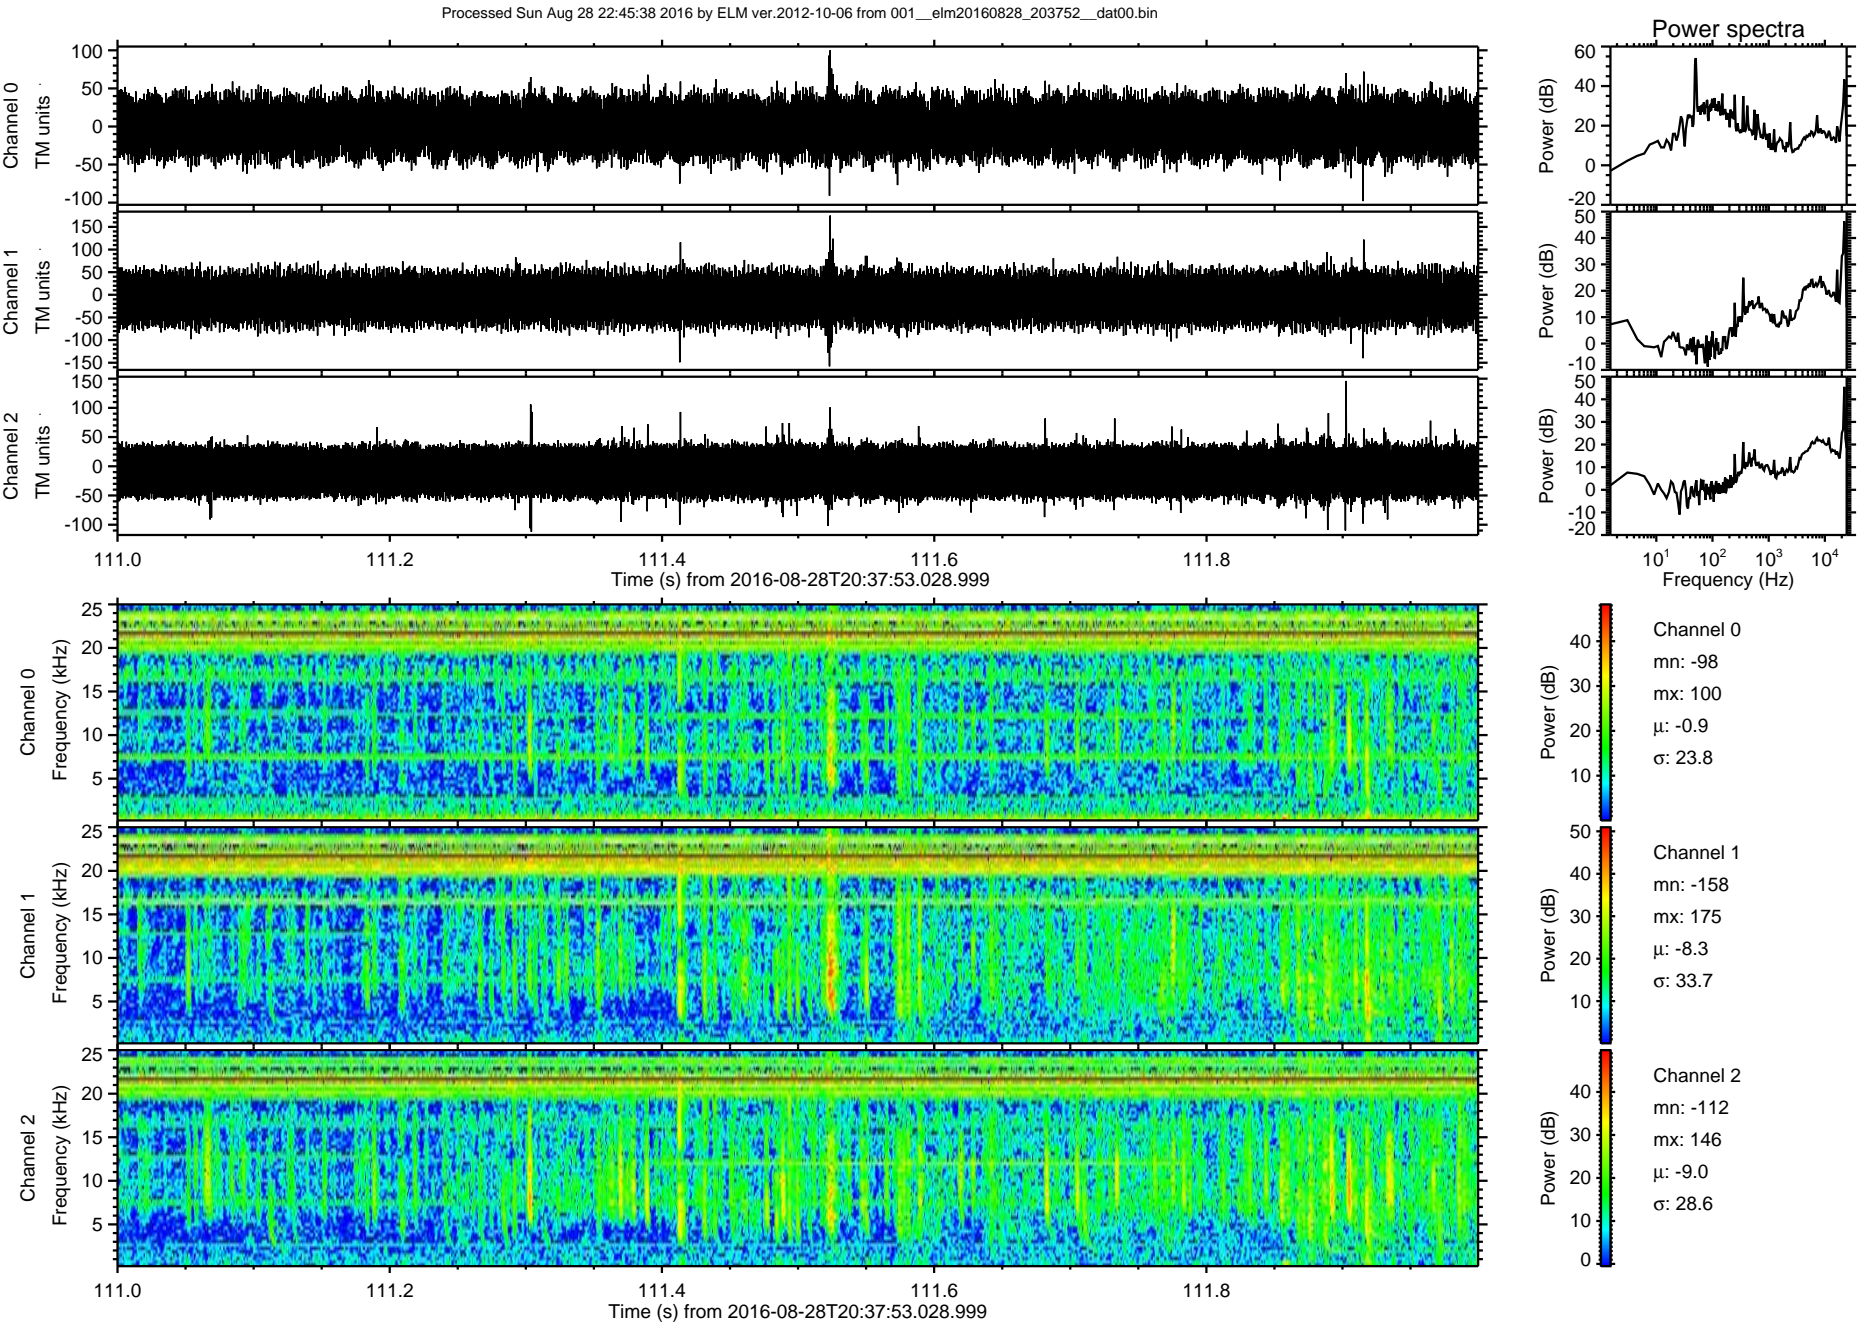 Processed Sun Aug 28 22:45:38 2016 by ELM ver.2012-10-06 from 001__elm20160828_203752__dat00.bin
Power spectra
Channel 0
TM units
100
50
0
-50
-100
Power (dB)
60
40
20
0
-20
Channel 1
TM units
150
100
50
0
-50
-100
-150
Power (dB)
50
40
30
20
10
0
-10
Channel 2
TM units
150
100
50
0
-50
-100
Power (dB)
50
40
30
20
10
0
-10
-20
111.0 111.2 111.4 111.6 111.8
Time (s) from 2016-08-28T20:37:53.028.999
10¹ 10² 10³ 10⁴
Frequency (Hz)
Channel 0
Frequency (kHz)
25
20
15
10
5
Power (dB)
40
30
20
10
Channel 0
mn: -98
mx: 100
μ: -0.9
σ: 23.8
Channel 1
Frequency (kHz)
25
20
15
10
5
Power (dB)
50
40
30
20
10
Channel 1
mn: -158
mx: 175
μ: -8.3
σ: 33.7
Channel 2
Frequency (kHz)
25
20
15
10
5
Power (dB)
40
30
20
10
0
Channel 2
mn: -112
mx: 146
μ: -9.0
σ: 28.6
111.0 111.2 111.4 111.6 111.8
Time (s) from 2016-08-28T20:37:53.028.999